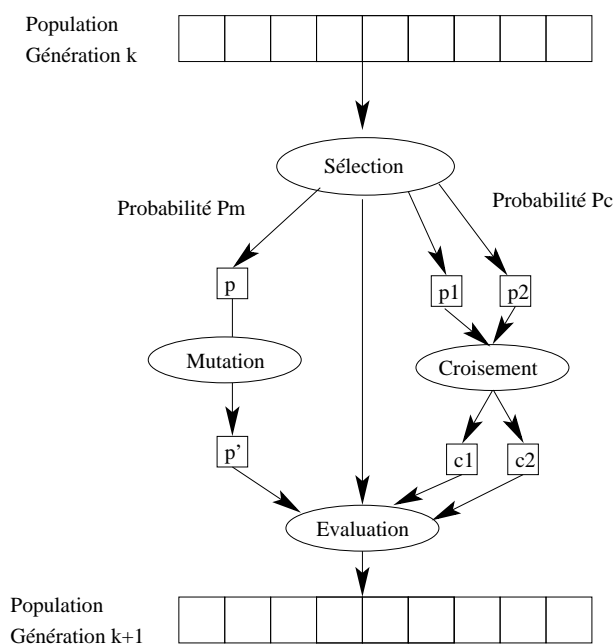 Population
Génération k
Sélection
Probabilité Pm
Probabilité Pc
p
p1
p2
Mutation
Croisement
p'
c1
c2
Evaluation
Population
Génération k+1